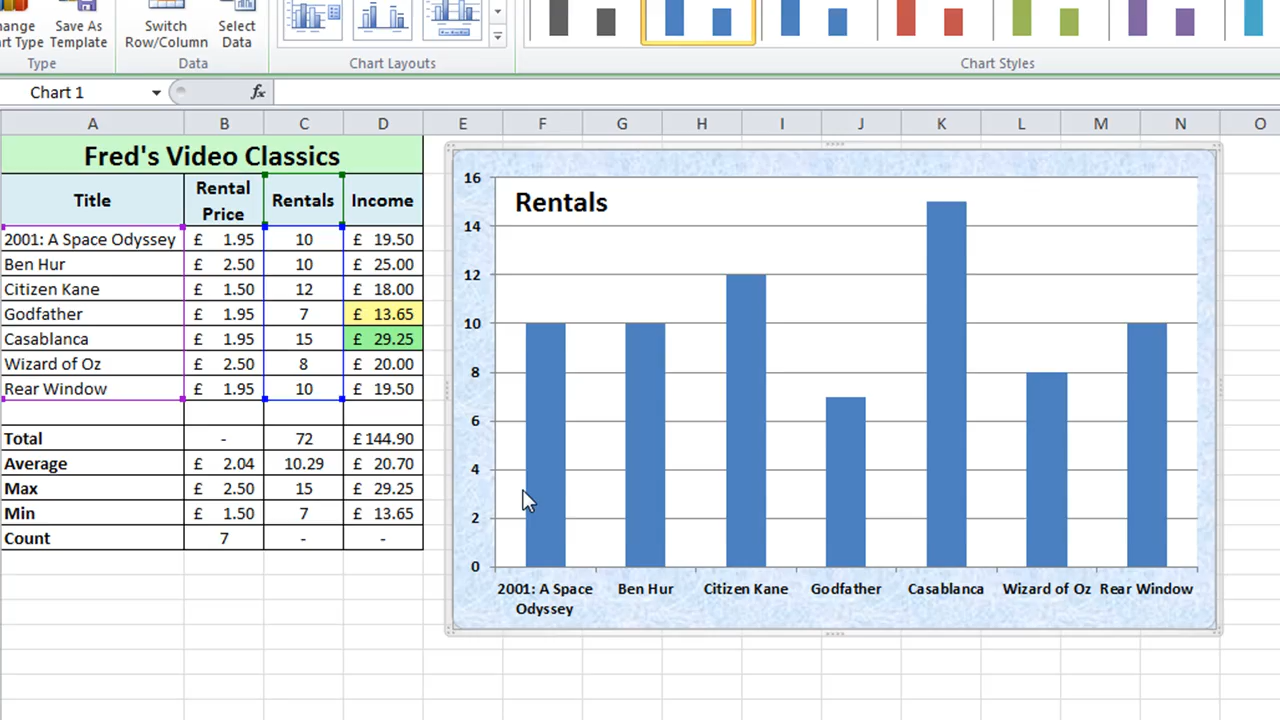 hange Save As Switch Select
art Type Template Row/Column Data
Type Data Chart Layouts Chart Styles
Chart 1 fx
A B C D E F G H I J K L M N O
Fred's Video Classics
Title Rental Price Rentals Income
2001: A Space Odyssey £ 1.95 10 £ 19.50
Ben Hur £ 2.50 10 £ 25.00
Citizen Kane £ 1.50 12 £ 18.00
Godfather £ 1.95 7 £ 13.65
Casablanca £ 1.95 15 £ 29.25
Wizard of Oz £ 2.50 8 £ 20.00
Rear Window £ 1.95 10 £ 19.50
Total - 72 £ 144.90
Average £ 2.04 10.29 £ 20.70
Max £ 2.50 15 £ 29.25
Min £ 1.50 7 £ 13.65
Count 7 - -
Rentals
16
14
12
10
8
6
4
2
0
2001: A Space Odyssey Ben Hur Citizen Kane Godfather Casablanca Wizard of Oz Rear Window